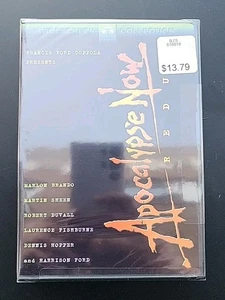 FRANCIS FORD COPPOLA
PRESENTS
$13.79
Apocalypse Now
REDU
MARLON BRANDO
MARTIN SHEEN
ROBERT DUVALL
LAURENCE FISHBURNE
DENNIS HOPPER
and HARRISON FORD